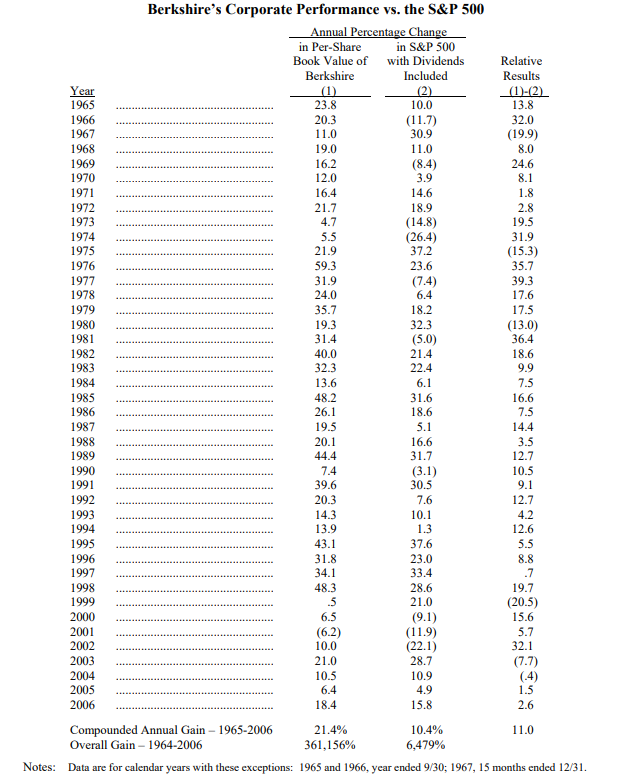 Berkshire's Corporate Performance vs. the S&P 500
Annual Percentage Change
in Per-Share in S&P 500
Book Value of with Dividends Relative
Berkshire Included Results
Year (1) (2) (1)-(2)
1965 .................................................. 23.8 10.0 13.8
1966 .................................................. 20.3 (11.7) 32.0
1967 .................................................. 11.0 30.9 (19.9)
1968 .................................................. 19.0 11.0 8.0
1969 .................................................. 16.2 (8.4) 24.6
1970 .................................................. 12.0 3.9 8.1
1971 .................................................. 16.4 14.6 1.8
1972 .................................................. 21.7 18.9 2.8
1973 .................................................. 4.7 (14.8) 19.5
1974 .................................................. 5.5 (26.4) 31.9
1975 .................................................. 21.9 37.2 (15.3)
1976 .................................................. 59.3 23.6 35.7
1977 .................................................. 31.9 (7.4) 39.3
1978 .................................................. 24.0 6.4 17.6
1979 .................................................. 35.7 18.2 17.5
1980 .................................................. 19.3 32.3 (13.0)
1981 .................................................. 31.4 (5.0) 36.4
1982 .................................................. 40.0 21.4 18.6
1983 .................................................. 32.3 22.4 9.9
1984 .................................................. 13.6 6.1 7.5
1985 .................................................. 48.2 31.6 16.6
1986 .................................................. 26.1 18.6 7.5
1987 .................................................. 19.5 5.1 14.4
1988 .................................................. 20.1 16.6 3.5
1989 .................................................. 44.4 31.7 12.7
1990 .................................................. 7.4 (3.1) 10.5
1991 .................................................. 39.6 30.5 9.1
1992 .................................................. 20.3 7.6 12.7
1993 .................................................. 14.3 10.1 4.2
1994 .................................................. 13.9 1.3 12.6
1995 .................................................. 43.1 37.6 5.5
1996 .................................................. 31.8 23.0 8.8
1997 .................................................. 34.1 33.4 .7
1998 .................................................. 48.3 28.6 19.7
1999 .................................................. .5 21.0 (20.5)
2000 .................................................. 6.5 (9.1) 15.6
2001 .................................................. (6.2) (11.9) 5.7
2002 .................................................. 10.0 (22.1) 32.1
2003 .................................................. 21.0 28.7 (7.7)
2004 .................................................. 10.5 10.9 (.4)
2005 .................................................. 6.4 4.9 1.5
2006 .................................................. 18.4 15.8 2.6
Compounded Annual Gain – 1965-2006 21.4% 10.4% 11.0
Overall Gain – 1964-2006 361,156% 6,479%
Notes: Data are for calendar years with these exceptions: 1965 and 1966, year ended 9/30; 1967, 15 months ended 12/31.